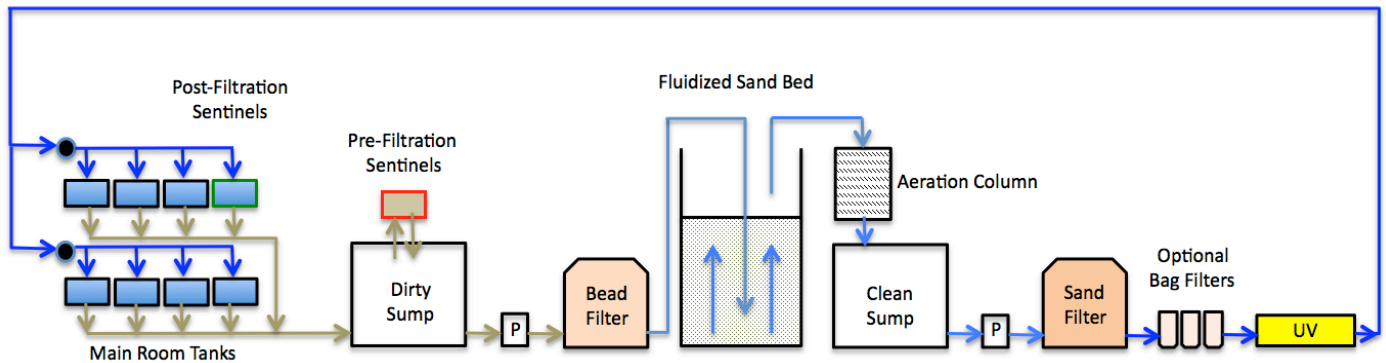 Post-Filtration
Sentinels
Pre-Filtration
Sentinels
Fluidized Sand Bed
Aeration Column
Optional
Bag Filters
Dirty
Sump
P
Bead
Filter
Clean
Sump
P
Sand
Filter
UV
Main Room Tanks